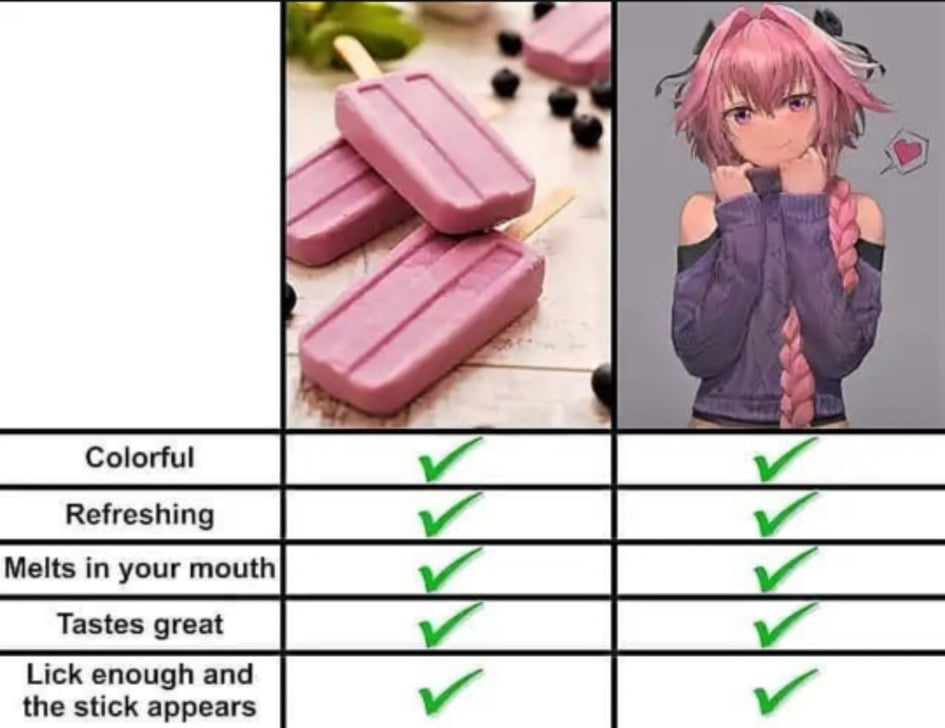 Colorful
Refreshing
Melts in your mouth
Tastes great
Lick enough and
the stick appears